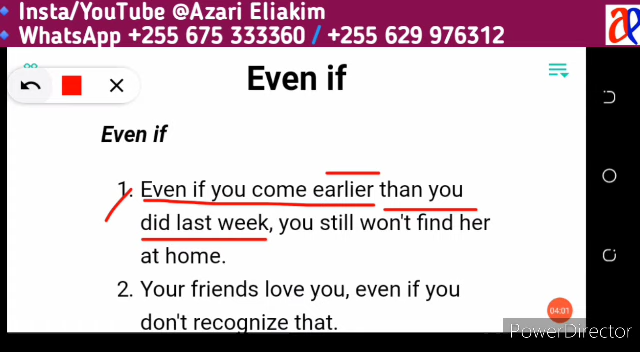 Insta/YouTube @Azari Eliakim
WhatsApp +255 675 333360 / +255 629 976312
Even if
Even if
1. Even if you come earlier than you
did last week, you still won't find her
at home.
2. Your friends love you, even if you
don't recognize that.
04:01
PowerDirector